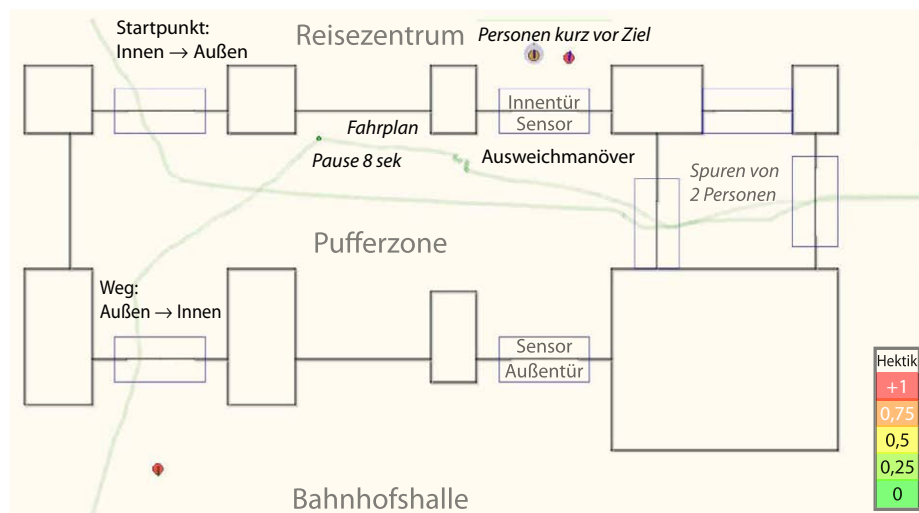 Startpunkt:
Innen → Außen
Reisezentrum
Personen kurz vor Ziel
Innentür
Sensor
Fahrplan
Pause 8 sek
Ausweichmanöver
Spuren von
2 Personen
Pufferzone
Weg:
Außen → Innen
Sensor
Außentür
Hektik
+1
0,75
0,5
0,25
0
Bahnhofshalle